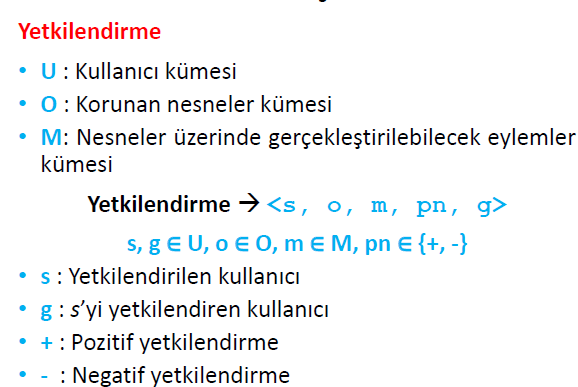 Yetkilendirme
• U : Kullanıcı kümesi
• O : Korunan nesneler kümesi
• M: Nesneler üzerinde gerçekleştirilebilecek eylemler
kümesi
Yetkilendirme → <s, o, m, pn, g>
s, g ∈ U, o ∈ O, m ∈ M, pn ∈ {+, -}
• s : Yetkilendirilen kullanıcı
• g : s’yi yetkilendiren kullanıcı
• + : Pozitif yetkilendirme
• - : Negatif yetkilendirme